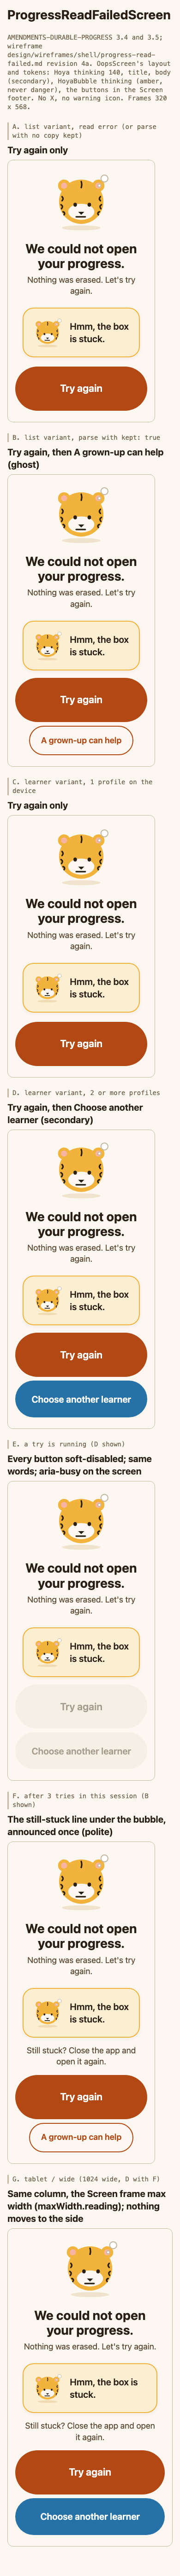 ProgressReadFailedScreen
AMENDMENTS-DURABLE-PROGRESS 3.4 and 3.5;
wireframe
design/wireframes/shell/progress-read-
failed.md revision 4a. OopsScreen's layout
and tokens: Hoya thinking 140, title, body
(secondary), HoyaBubble thinking (amber,
never danger), the buttons in the Screen
footer. No X, no warning icon. Frames 320
x 568.
A. list variant, read error (or parse
with no copy kept)
Try again only
We could not open
your progress.
Nothing was erased. Let's try
again.
Hmm, the box
is stuck.
Try again
B. list variant, parse with kept: true
Try again, then A grown-up can help
(ghost)
We could not open
your progress.
Nothing was erased. Let's try
again.
Hmm, the box
is stuck.
Try again
A grown-up can help
C. learner variant, 1 profile on the
device
Try again only
We could not open
your progress.
Nothing was erased. Let's try
again.
Hmm, the box
is stuck.
Try again
D. learner variant, 2 or more profiles
Try again, then Choose another
learner (secondary)
We could not open
your progress.
Nothing was erased. Let's try
again.
Hmm, the box
is stuck.
Try again
Choose another learner
E. a try is running (D shown)
Every button soft-disabled; same
words; aria-busy on the screen
We could not open
your progress.
Nothing was erased. Let's try
again.
Hmm, the box
is stuck.
Try again
Choose another learner
F. after 3 tries in this session (B
shown)
The still-stuck line under the bubble,
announced once (polite)
We could not open
your progress.
Nothing was erased. Let's try
again.
Hmm, the box
is stuck.
Still stuck? Close the app and
open it again.
Try again
A grown-up can help
G. tablet / wide (1024 wide, D with F)
Same column, the Screen frame max
width (maxWidth.reading); nothing
moves to the side
We could not open
your progress.
Nothing was erased. Let's try again.
Hmm, the box is
stuck.
Still stuck? Close the app and open
it again.
Try again
Choose another learner